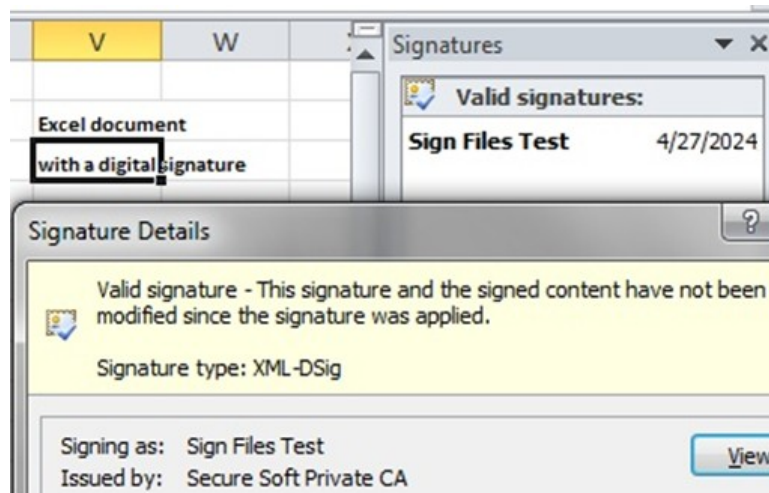 V W
Signatures
Valid signatures:
Excel document
Sign Files Test 4/27/2024
with a digital signature
Signature Details
?
Valid signature - This signature and the signed content have not been
modified since the signature was applied.
Signature type: XML-DSig
Signing as: Sign Files Test
View
Issued by: Secure Soft Private CA